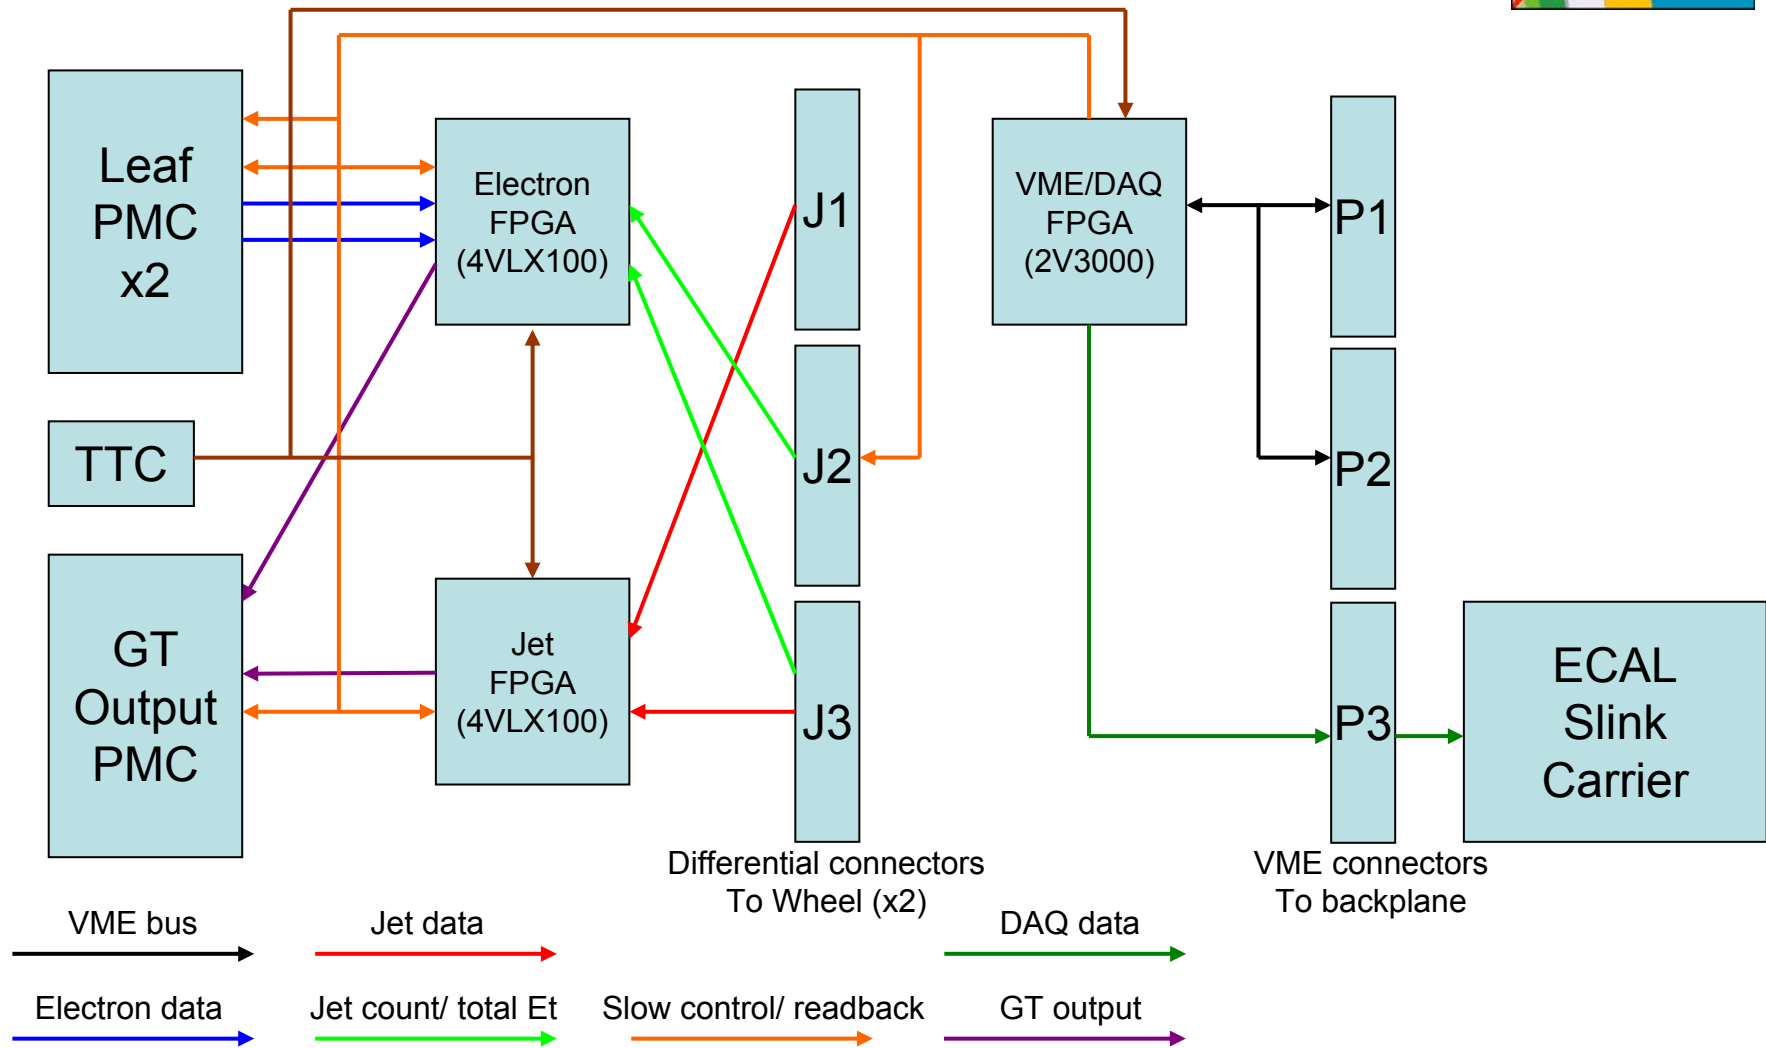 Leaf
PMC
x2
Electron
FPGA
(4VLX100)
J1
VME/DAQ
FPGA
(2V3000)
P1
TTC
J2
P2
GT
Output
PMC
Jet
FPGA
(4VLX100)
J3
P3
ECAL
Slink
Carrier
Differential connectors
To Wheel (x2)
VME connectors
To backplane
VME bus
Jet data
DAQ data
Electron data
Jet count/ total Et
Slow control/ readback
GT output